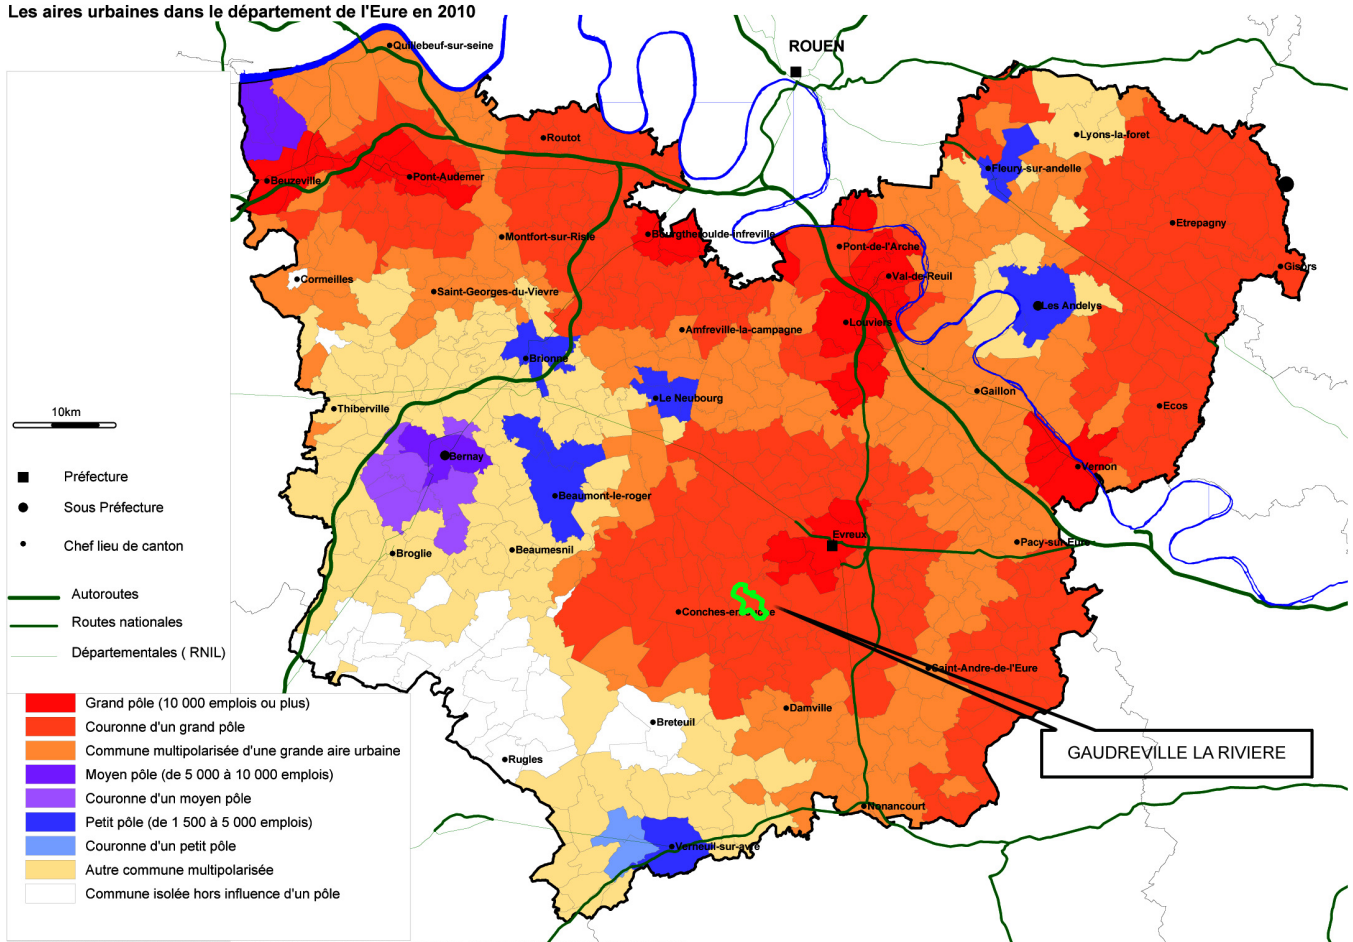 Les aires urbaines dans le département de l'Eure en 2010
ROUEN
Quillebeuf-sur-seine
Routot
Lyons-la-foret
Fleury-sur-andelle
Beuzeville
Pont-Audemer
Etrepagny
Montfort-sur-Risle
Bourgtheroulde-infreville
Pont-de-l'Arche
Gisors
Cormeilles
Val-de-Reuil
Saint-Georges-du-Vievre
Les Andelys
Louviers
Amfreville-la-campagne
Brionne
Gaillon
Le Neubourg
Thiberville
Ecos
10km
Bernay
Vernon
Préfecture
Beaumont-le-roger
Sous Préfecture
Evreux
Pacy-sur-Eure
Chef lieu de canton
Broglie
Beaumesnil
Autoroutes
Conches-en-
Routes nationales
Départementales ( RNIL)
Saint-Andre-de-l'Eure
Grand pôle (10 000 emplois ou plus)
Damville
Couronne d'un grand pôle
Breteuil
Commune multipolarisée d'une grande aire urbaine
GAUDREVILLE LA RIVIERE
Rugles
Moyen pôle (de 5 000 à 10 000 emplois)
Couronne d'un moyen pôle
Nonancourt
Petit pôle (de 1 500 à 5 000 emplois)
Couronne d'un petit pôle
Verneuil-sur-avre
Autre commune multipolarisée
Commune isolée hors influence d'un pôle